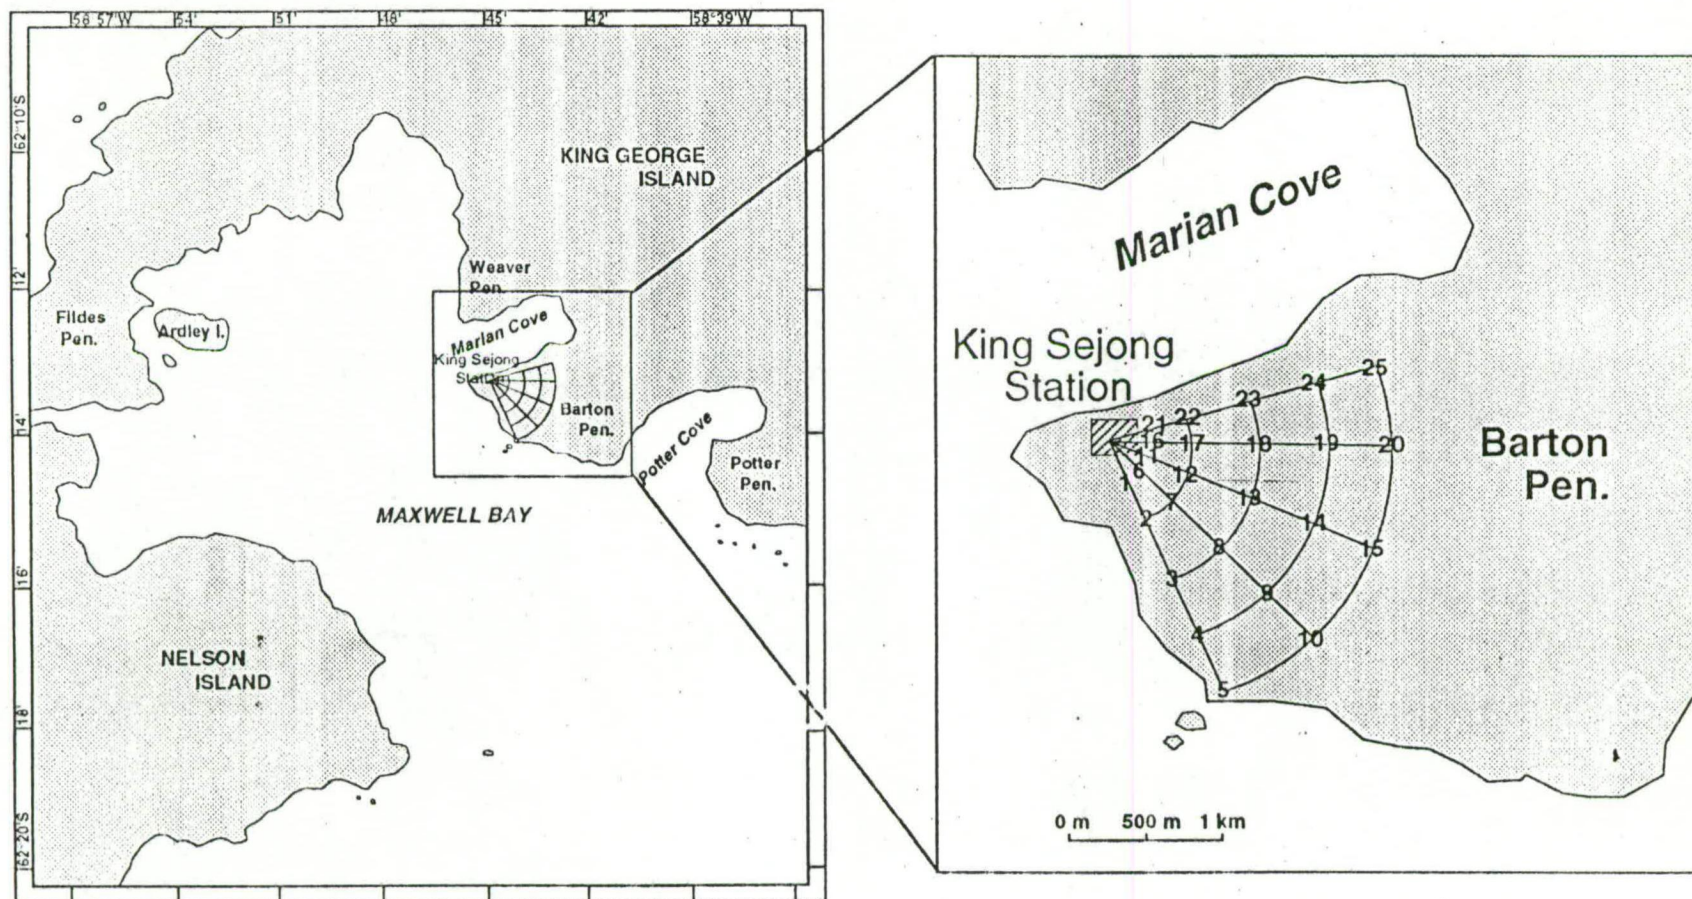 58°57'W
54'
51'
48'
45'
42'
58°39'W
62°10'S
12'
14'
16'
18'
62°20'S
KING GEORGE
ISLAND
Weaver
Pen.
Fildes
Pen.
Ardley I.
Marian Cove
King Sejong
Station
Barton
Pen.
Potter Cove
Potter
Pen.
MAXWELL BAY
NELSON
ISLAND
Marian Cove
King Sejong
Station
25
24
23
22
21
16
17
18
19
20
11
12
13
14
15
6
7
8
9
10
1
2
3
4
5
Barton
Pen.
0 m 500 m 1 km